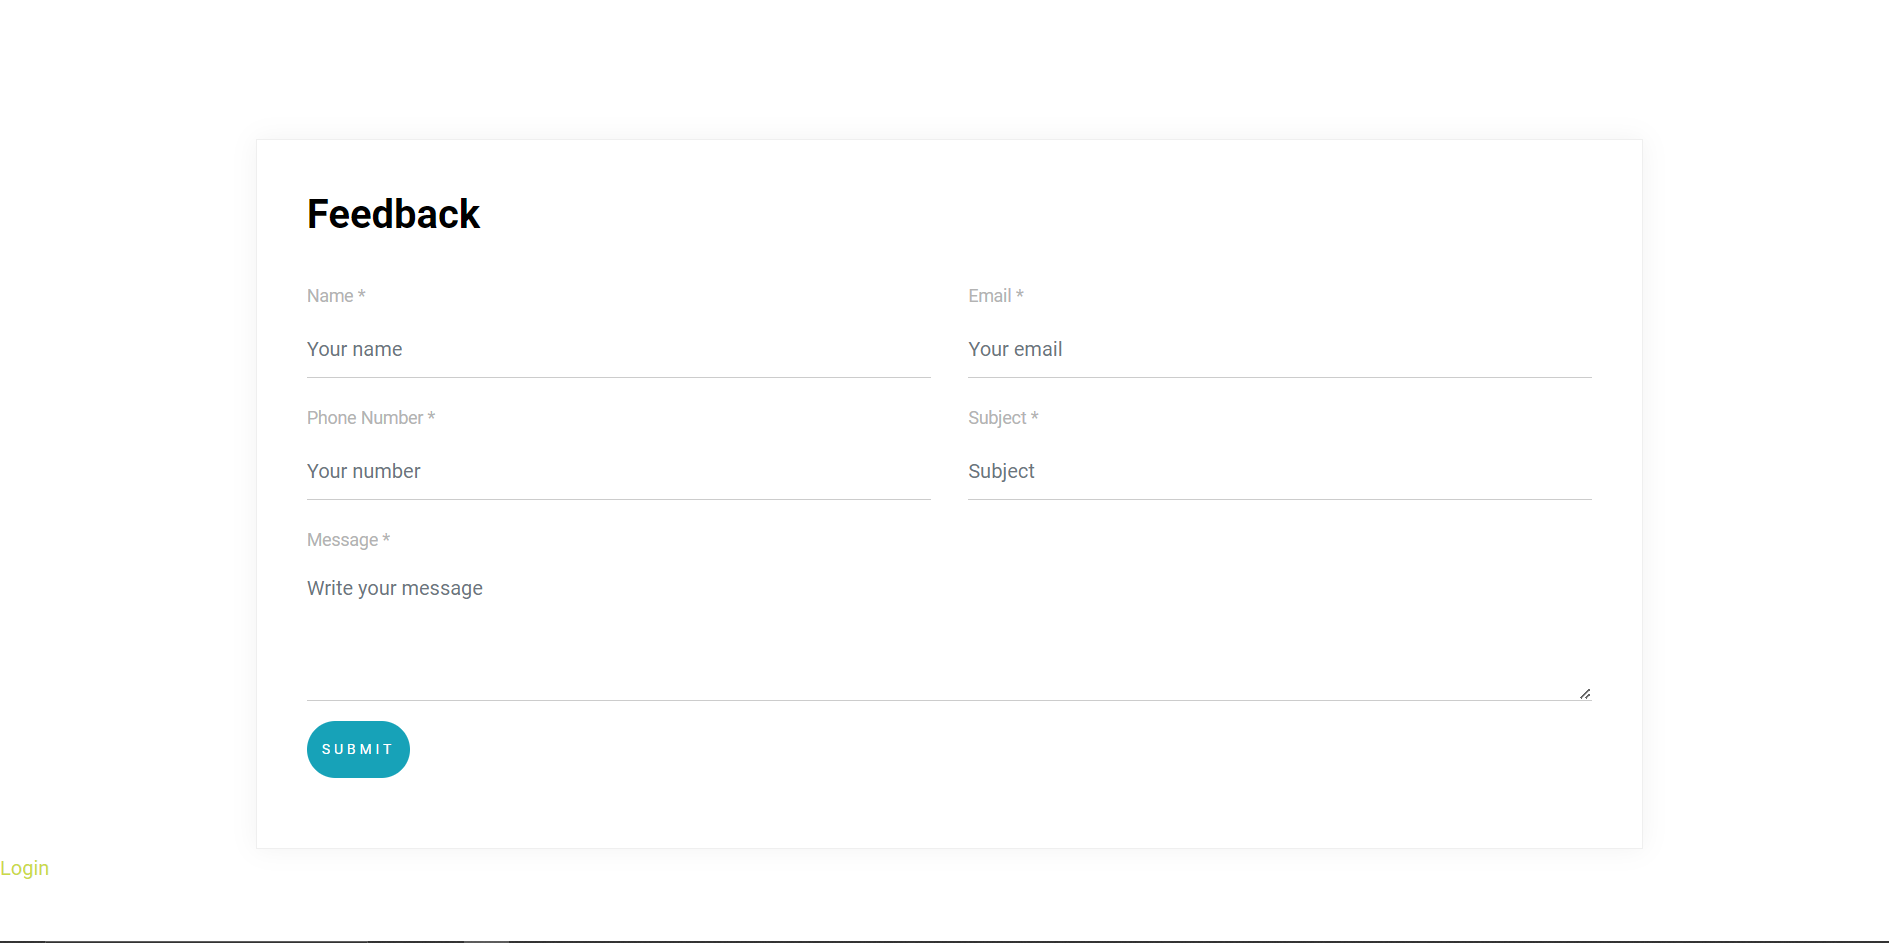 Feedback
Name * Email *
Your name Your email
Phone Number * Subject *
Your number Subject
Message *
Write your message
SUBMIT
Login